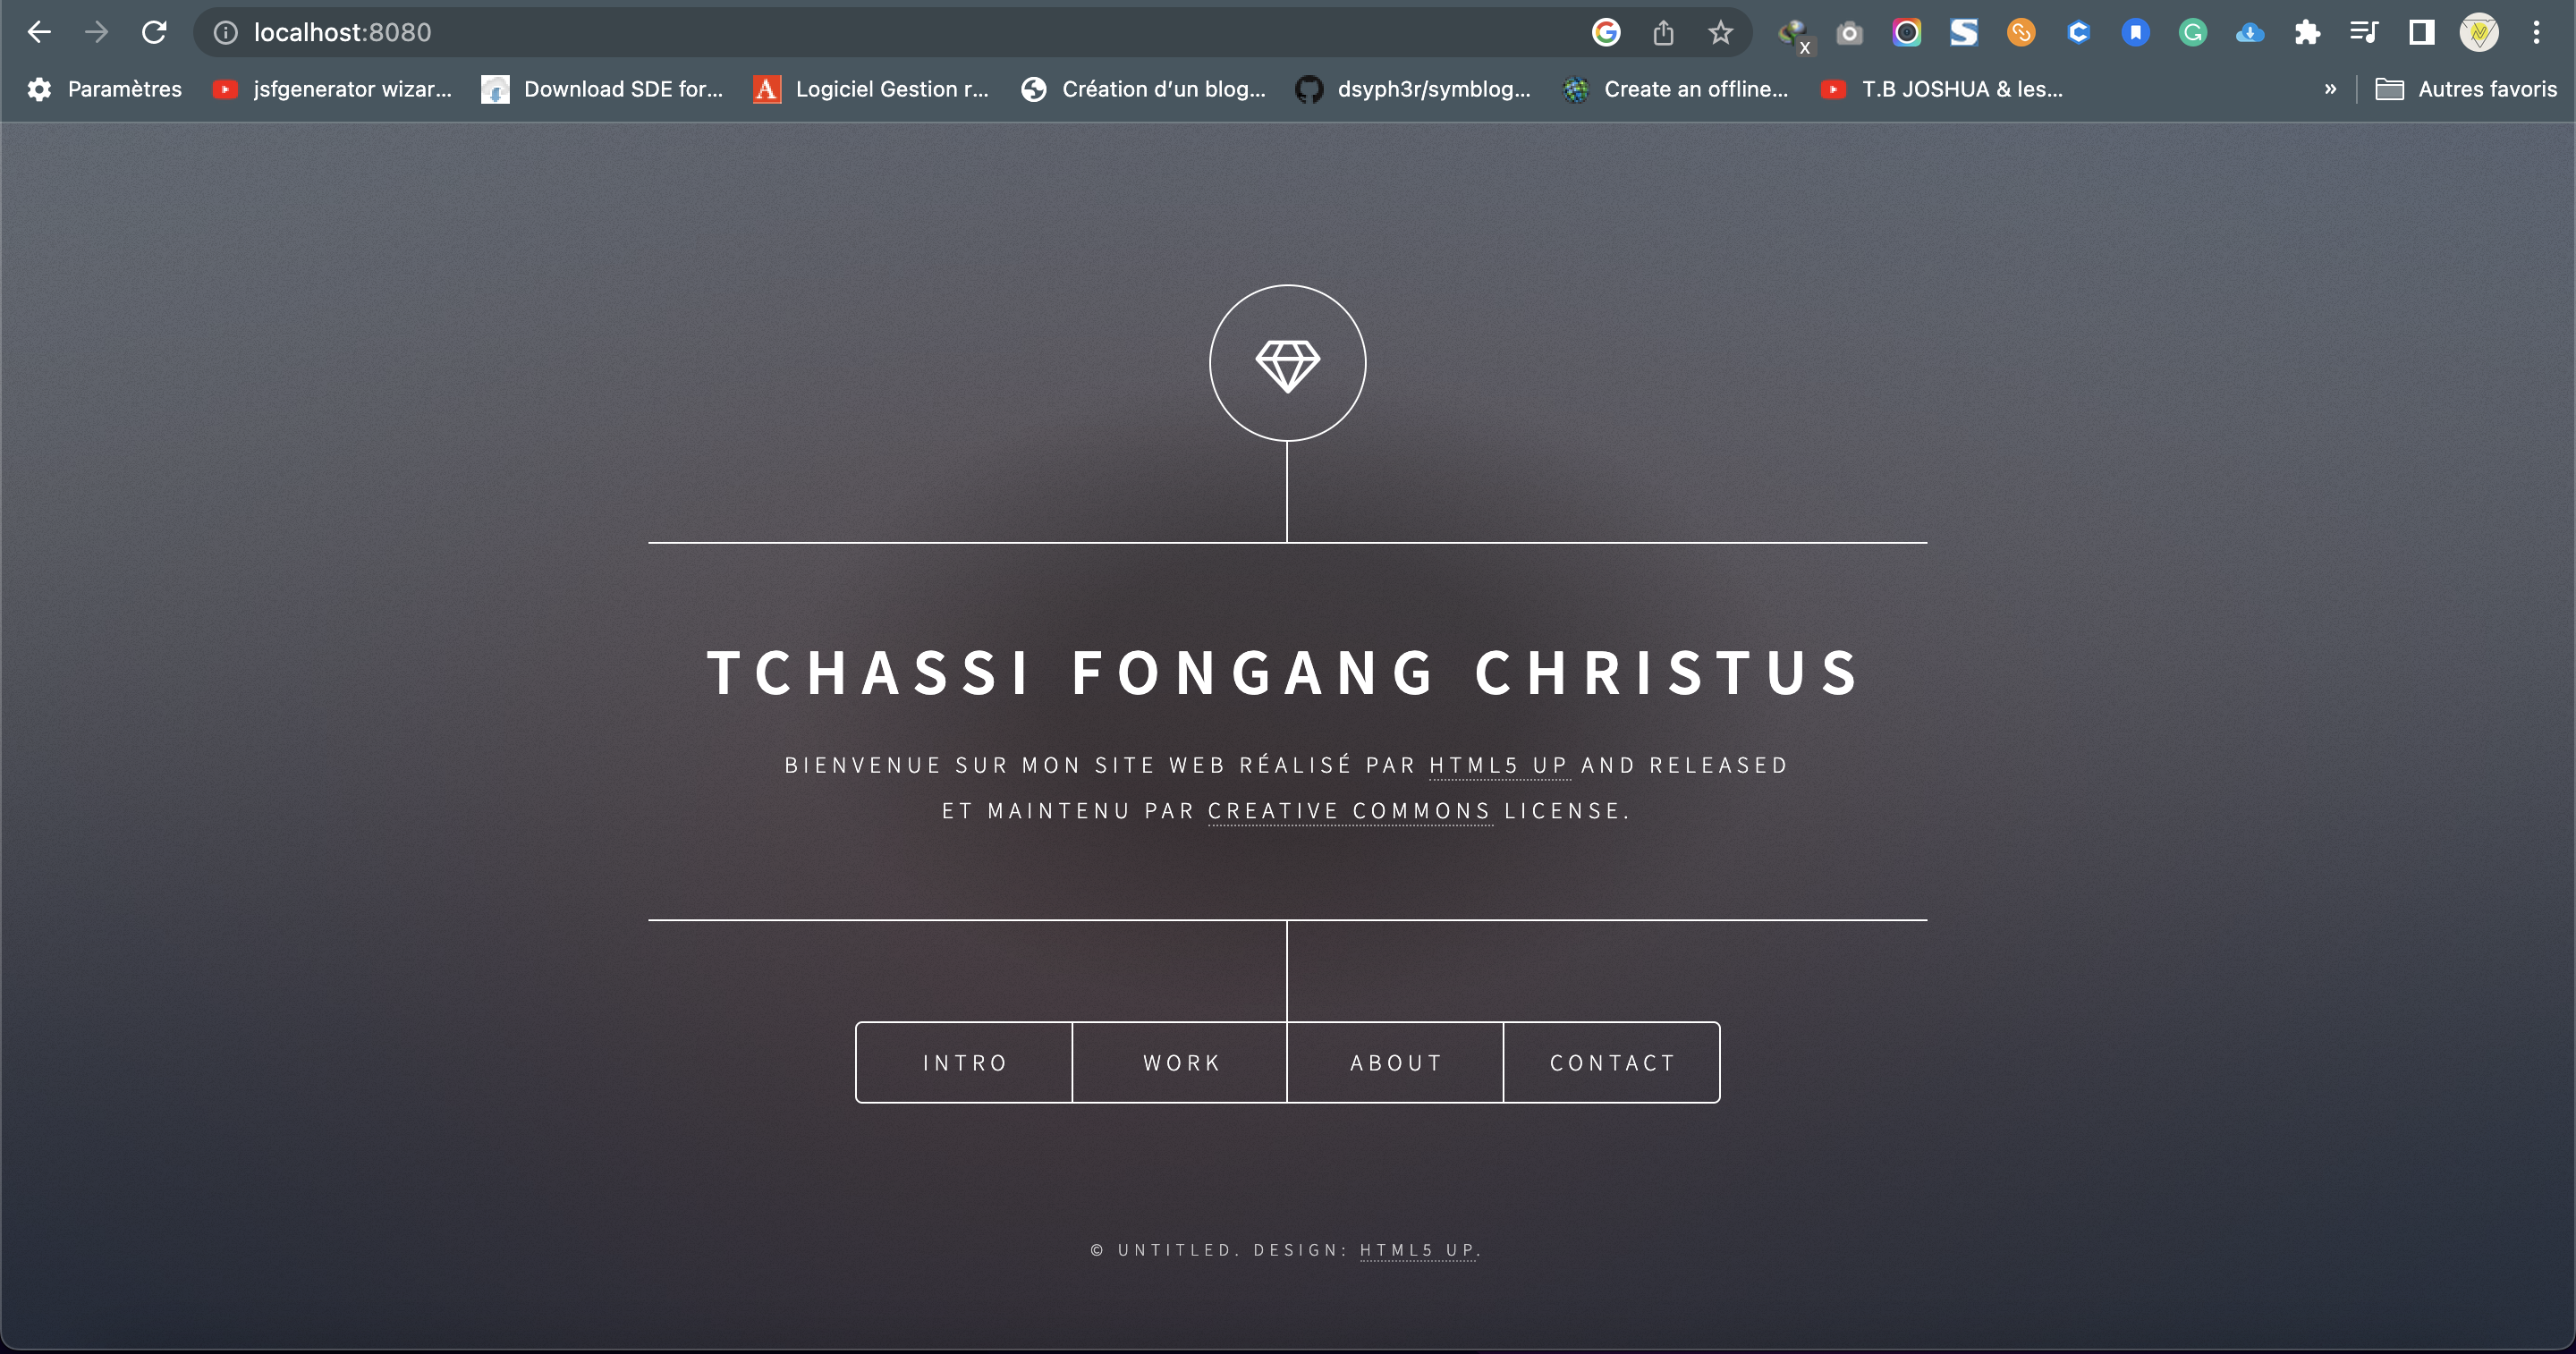 localhost:8080
X
Paramètres jsfgenerator wizar... Download SDE for... Logiciel Gestion r... Création d'un blog... dsyph3r/symblog... Create an offline... T.B JOSHUA & les... » Autres favoris
TCHASSI FONGANG CHRISTUS
BIENVENUE SUR MON SITE WEB RÉALISÉ PAR HTML5 UP AND RELEASED
ET MAINTENU PAR CREATIVE COMMONS LICENSE.
INTRO WORK ABOUT CONTACT
© UNTITLED. DESIGN: HTML5 UP.